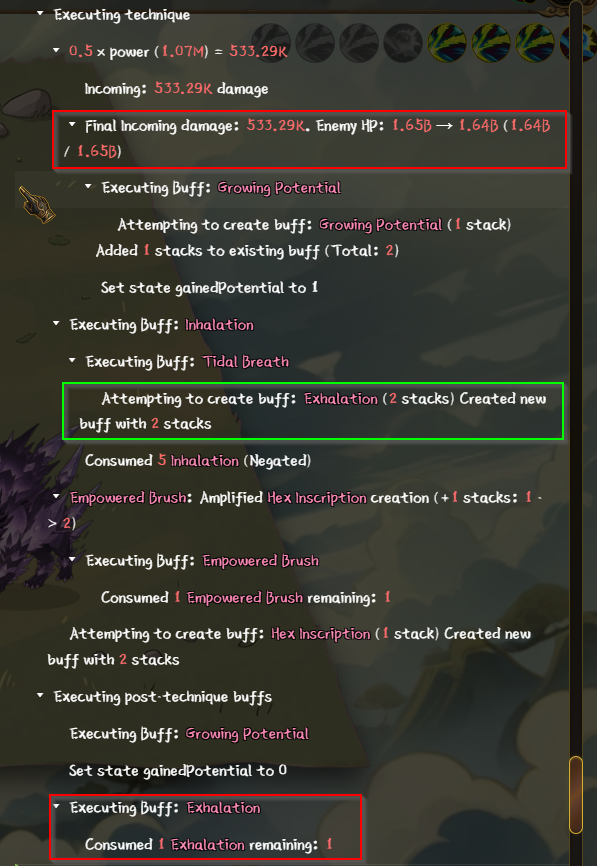 Executing technique
0.5 x power (1.07M) = 533.29K
Incoming: 533.29K damage
Final Incoming damage: 533.29K. Enemy HP: 1.65B → 1.64B (1.64B
/ 1.65B)
Executing Buff: Growing Potential
Attempting to create buff: Growing Potential (1 stack)
Added 1 stacks to existing buff (Total: 2)
Set state gainedPotential to 1
Executing Buff: Inhalation
Executing Buff: Tidal Breath
Attempting to create buff: Exhalation (2 stacks) Created new
buff with 2 stacks
Consumed 5 Inhalation (Negated)
Empowered Brush: Amplified Hex Inscription creation (+1 stacks: 1 -
> 2)
Executing Buff: Empowered Brush
Consumed 1 Empowered Brush remaining: 1
Attempting to create buff: Hex Inscription (1 stack) Created new
buff with 2 stacks
Executing post-technique buffs
Executing Buff: Growing Potential
Set state gainedPotential to 0
Executing Buff: Exhalation
Consumed 1 Exhalation remaining: 1